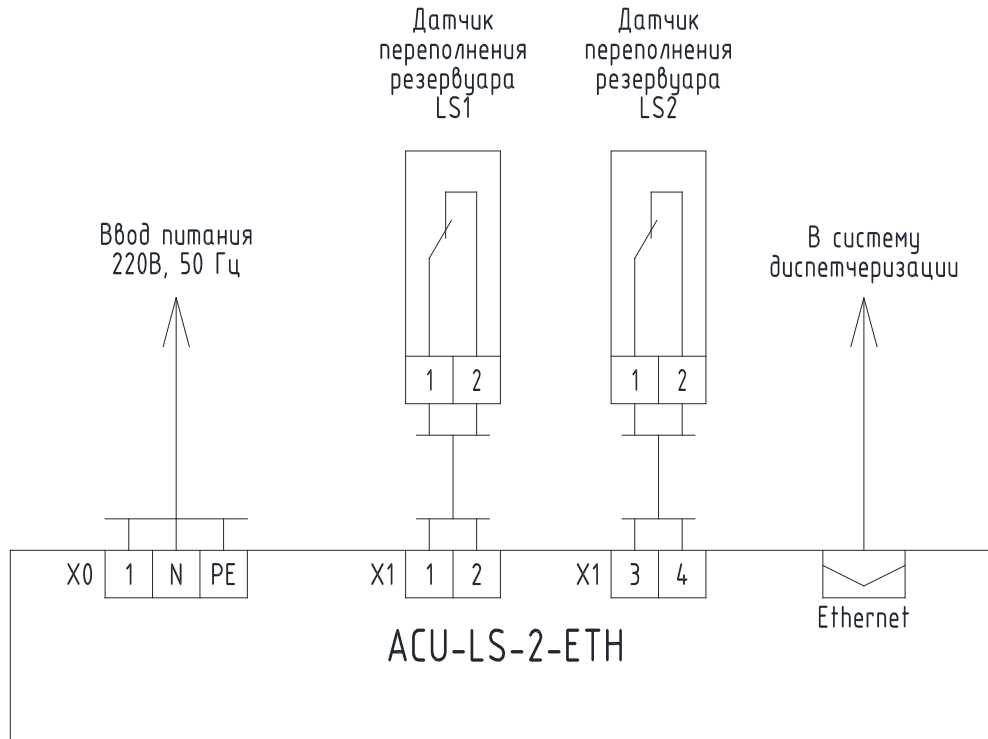 Датчик
переполнения
резервуара
LS1
Датчик
переполнения
резервуара
LS2
Ввод питания
220В, 50 Гц
В систему
диспетчеризации
1 2
1 2
X0 1 N PE
X1 1 2
X1 3 4
Ethernet
ACU-LS-2-ETH